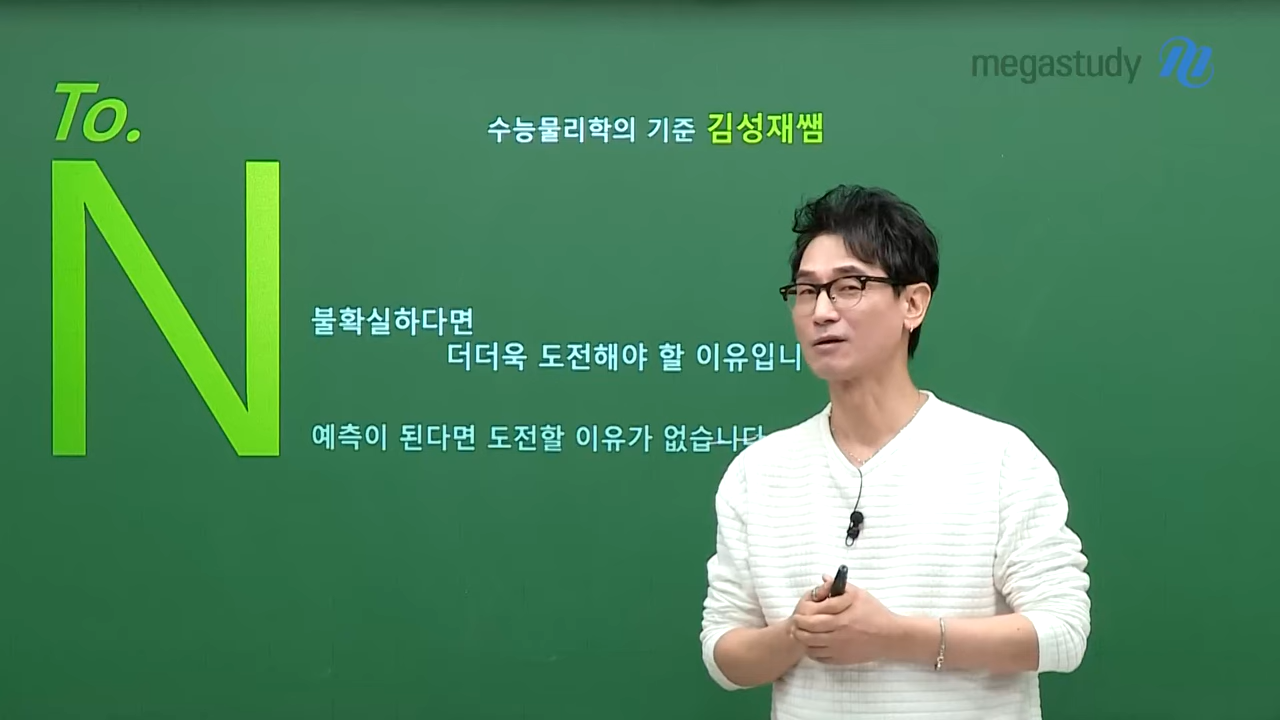 megastudy
To.
N
수능물리학의 기준 김성재쌤
불확실하다면
더더욱 도전해야 할 이유입니
예측이 된다면 도전할 이유가 없습니다